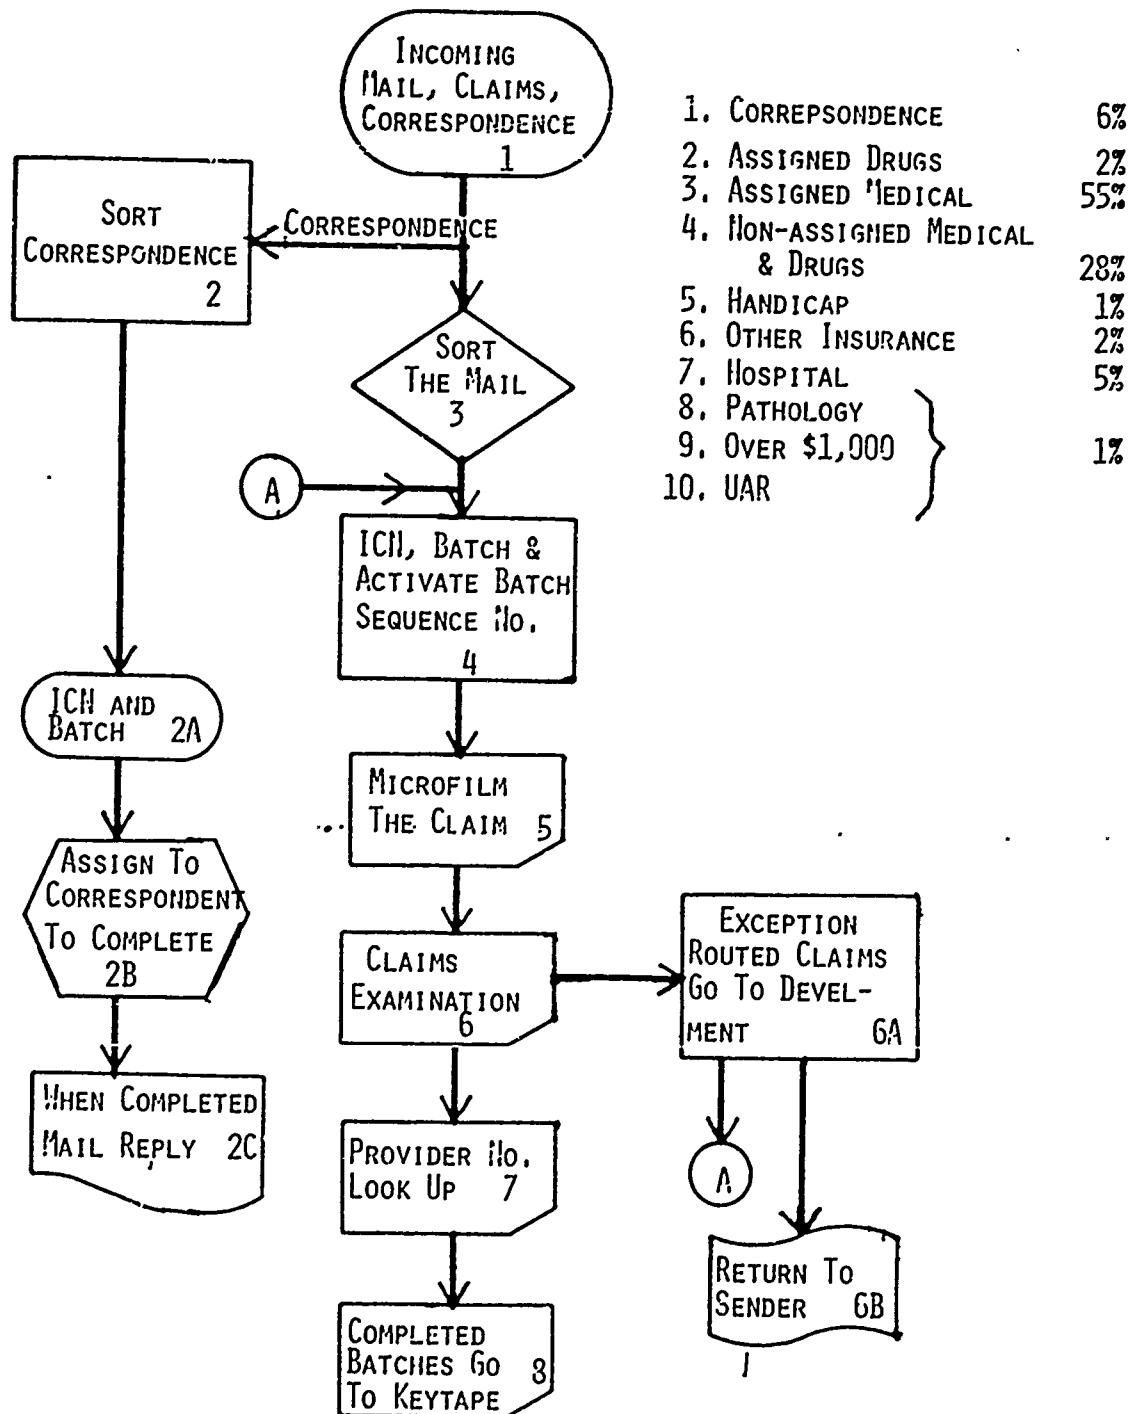 INCOMING
MAIL, CLAIMS,
CORRESPONDENCE
1
CORRESPONDENCE
SORT
CORRESPONDENCE
2
SORT
THE MAIL
3
A
ICN, BATCH &
ACTIVATE BATCH
SEQUENCE NO.
4
ICN AND
BATCH 2A
MICROFILM
THE CLAIM 5
ASSIGN TO
CORRESPONDENT
TO COMPLETE
2B
CLAIMS
EXAMINATION
6
EXCEPTION
ROUTED CLAIMS
GO TO DEVEL-
MENT 6A
WHEN COMPLETED
MAIL REPLY 2C
PROVIDER NO.
LOOK UP 7
A
RETURN TO
SENDER 6B
COMPLETED
BATCHES GO 8
TO KEYTAPE
1. CORREPSONDENCE 6%
2. ASSIGNED DRUGS 2%
3. ASSIGNED MEDICAL 55%
4. NON-ASSIGNED MEDICAL
& DRUGS 28%
5. HANDICAP 1%
6. OTHER INSURANCE 2%
7. HOSPITAL 5%
8. PATHOLOGY
9. OVER $1,000 1%
10. UAR